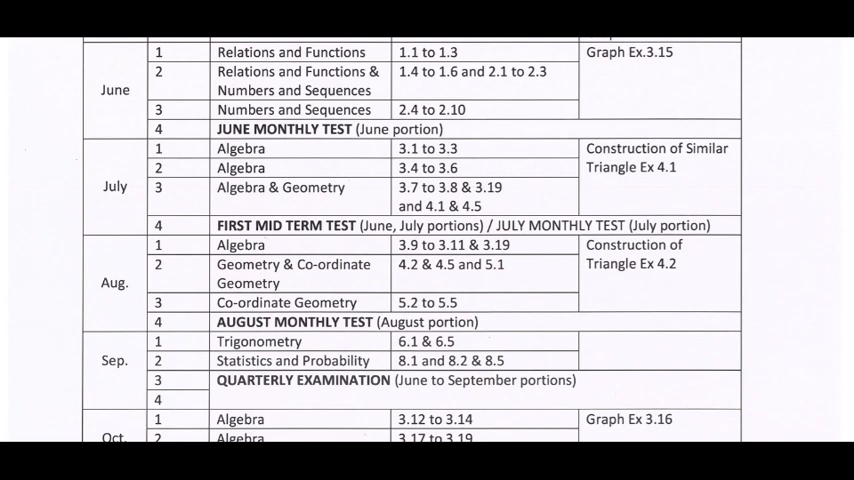 1 Relations and Functions 1.1 to 1.3 Graph Ex.3.15
June
2 Relations and Functions & 1.4 to 1.6 and 2.1 to 2.3
Numbers and Sequences
3 Numbers and Sequences 2.4 to 2.10
4 JUNE MONTHLY TEST (June portion)
1 Algebra 3.1 to 3.3 Construction of Similar
2 Algebra 3.4 to 3.6 Triangle Ex 4.1
July
3 Algebra & Geometry 3.7 to 3.8 & 3.19
and 4.1 & 4.5
4 FIRST MID TERM TEST (June, July portions) / JULY MONTHLY TEST (July portion)
1 Algebra 3.9 to 3.11 & 3.19 Construction of
2 Geometry & Co-ordinate 4.2 & 4.5 and 5.1 Triangle Ex 4.2
Aug.
Geometry
3 Co-ordinate Geometry 5.2 to 5.5
4 AUGUST MONTHLY TEST (August portion)
1 Trigonometry 6.1 & 6.5
Sep.
2 Statistics and Probability 8.1 and 8.2 & 8.5
3 QUARTERLY EXAMINATION (June to September portions)
4
1 Algebra 3.12 to 3.14 Graph Ex 3.16
Oct.
2 Algebra 3.17 to 3.19